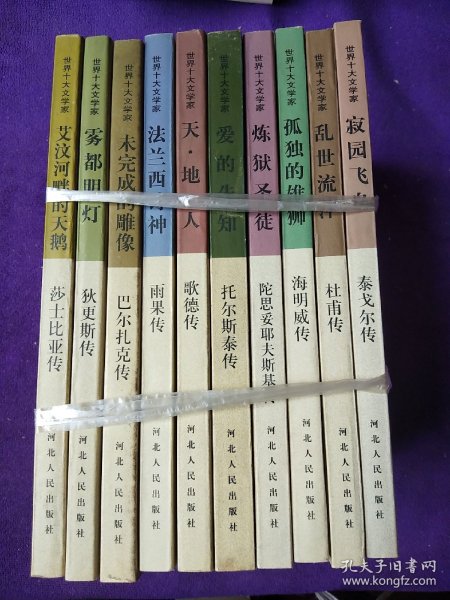 世界十大文学家
艾汶河畔的天鹅
莎士比亚传
河北人民出版社
世界十大文学家
雾都明灯
狄更斯传
河北人民出版社
世界十大文学家
未完成的雕像
巴尔扎克传
河北人民出版社
世界十大文学家
法兰西神
雨果传
河北人民出版社
世界十大文学家
天·地·人
歌德传
河北人民出版社
世界十大文学家
爱的先知
托尔斯泰传
河北人民出版社
世界十大文学家
炼狱圣徒
陀思妥耶夫斯基传
河北人民出版社
世界十大文学家
孤独的雄狮
海明威传
河北人民出版社
世界十大文学家
乱世流
杜甫传
河北人民出版社
世界十大文学家
寂园飞
泰戈尔传
河北人民出版社
孔夫子旧书网